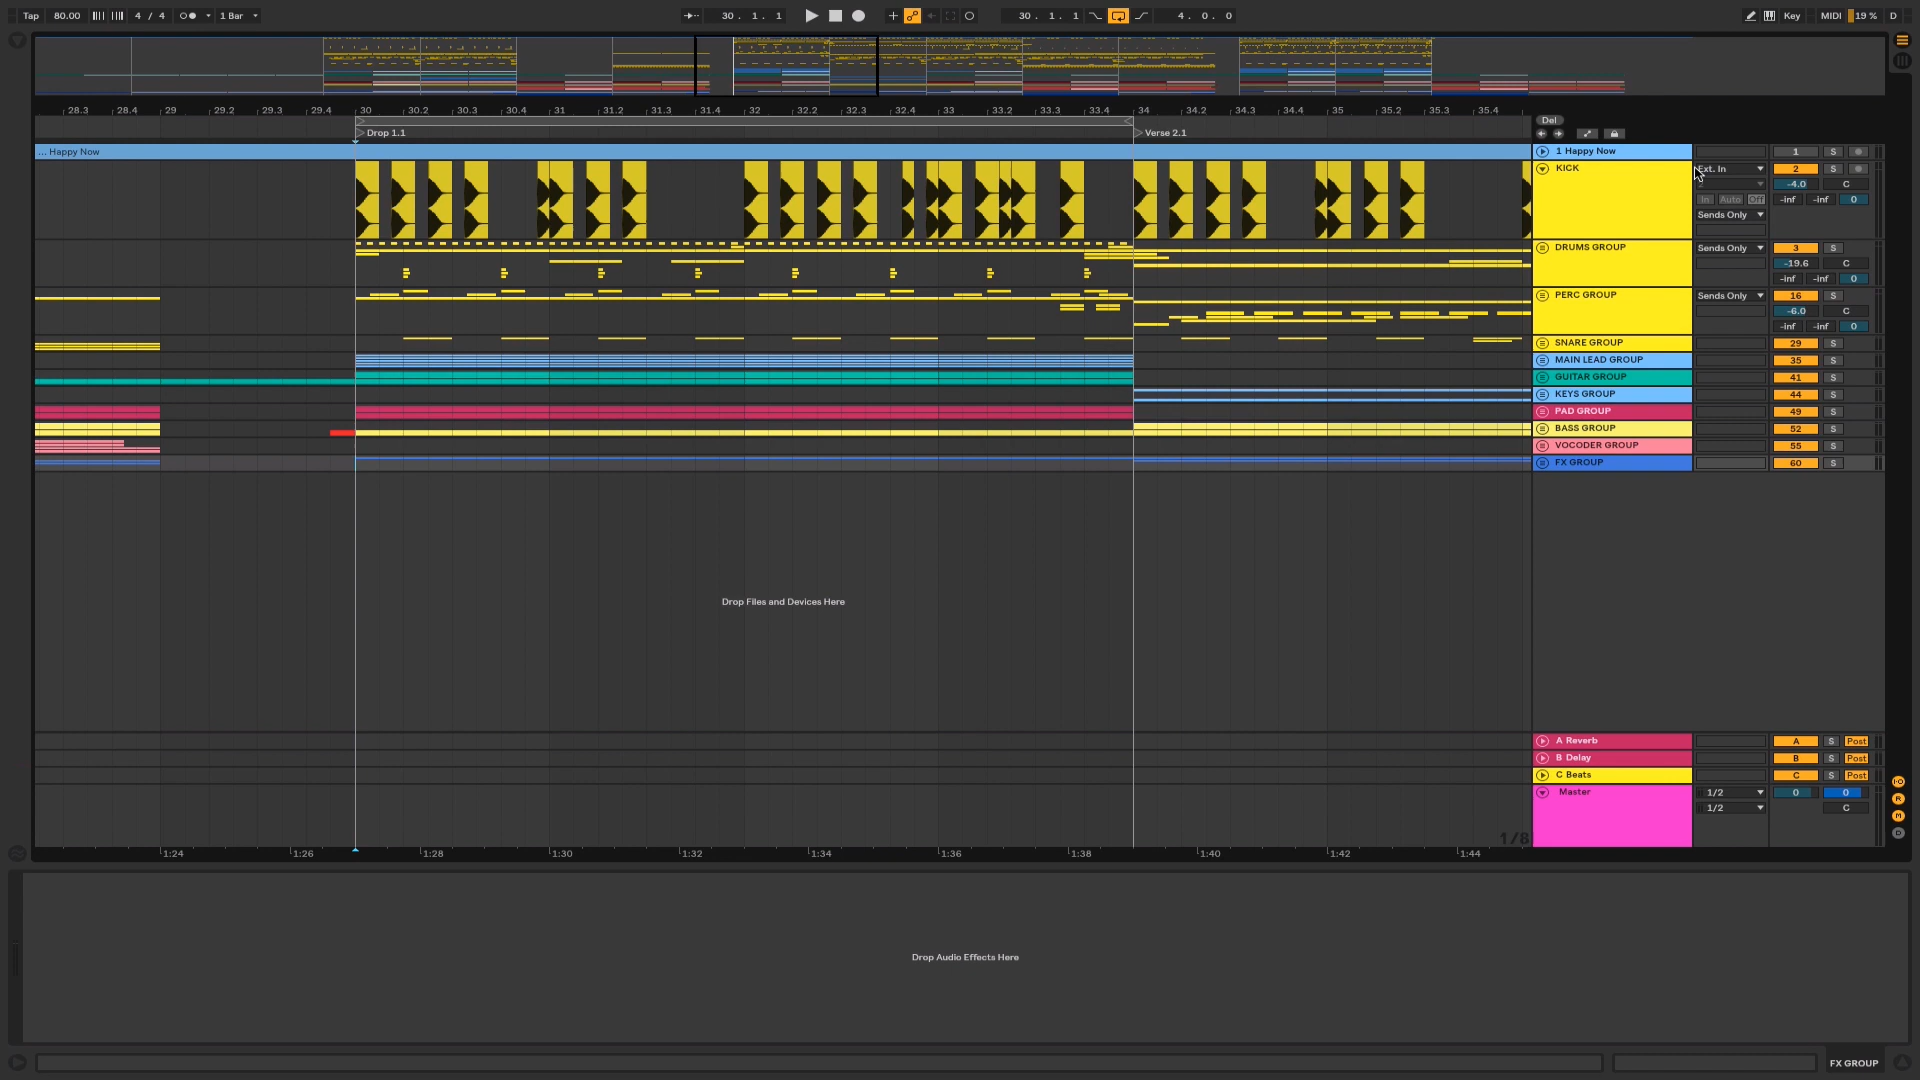 Tap 80.00 4 / 4 1 Bar 30. 1. 1 30. 1. 1 4. 0. 0 Key MIDI 19 % D
28.3 28.4 29 29.2 29.3 29.4 30 30.2 30.3 30.4 31 31.2 31.3 31.4 32 32.2 32.3 32.4 33 33.2 33.3 33.4 34 34.2 34.3 34.4 35 35.2 35.3 35.4
Del
Drop 1.1 Verse 2.1
... Happy Now
1 Happy Now 1 S
KICK Ext. In 2 S
-4.0 C
In Auto Off -inf -inf 0
Sends Only
DRUMS GROUP Sends Only 3 S
-19.6 C
-inf -inf 0
PERC GROUP Sends Only 16 S
-6.0 C
-inf -inf 0
SNARE GROUP 29 S
MAIN LEAD GROUP 35 S
GUITAR GROUP 41 S
KEYS GROUP 44 S
PAD GROUP 49 S
BASS GROUP 52 S
VOCODER GROUP 55 S
FX GROUP 60 S
Drop Files and Devices Here
A Reverb A S Post
B Delay B S Post
C Beats C S Post
Master 1/2 0 0
1/2 C
I·O
R
M
D
1/8
1:24 1:26 1:28 1:30 1:32 1:34 1:36 1:38 1:40 1:42 1:44
Drop Audio Effects Here
FX GROUP